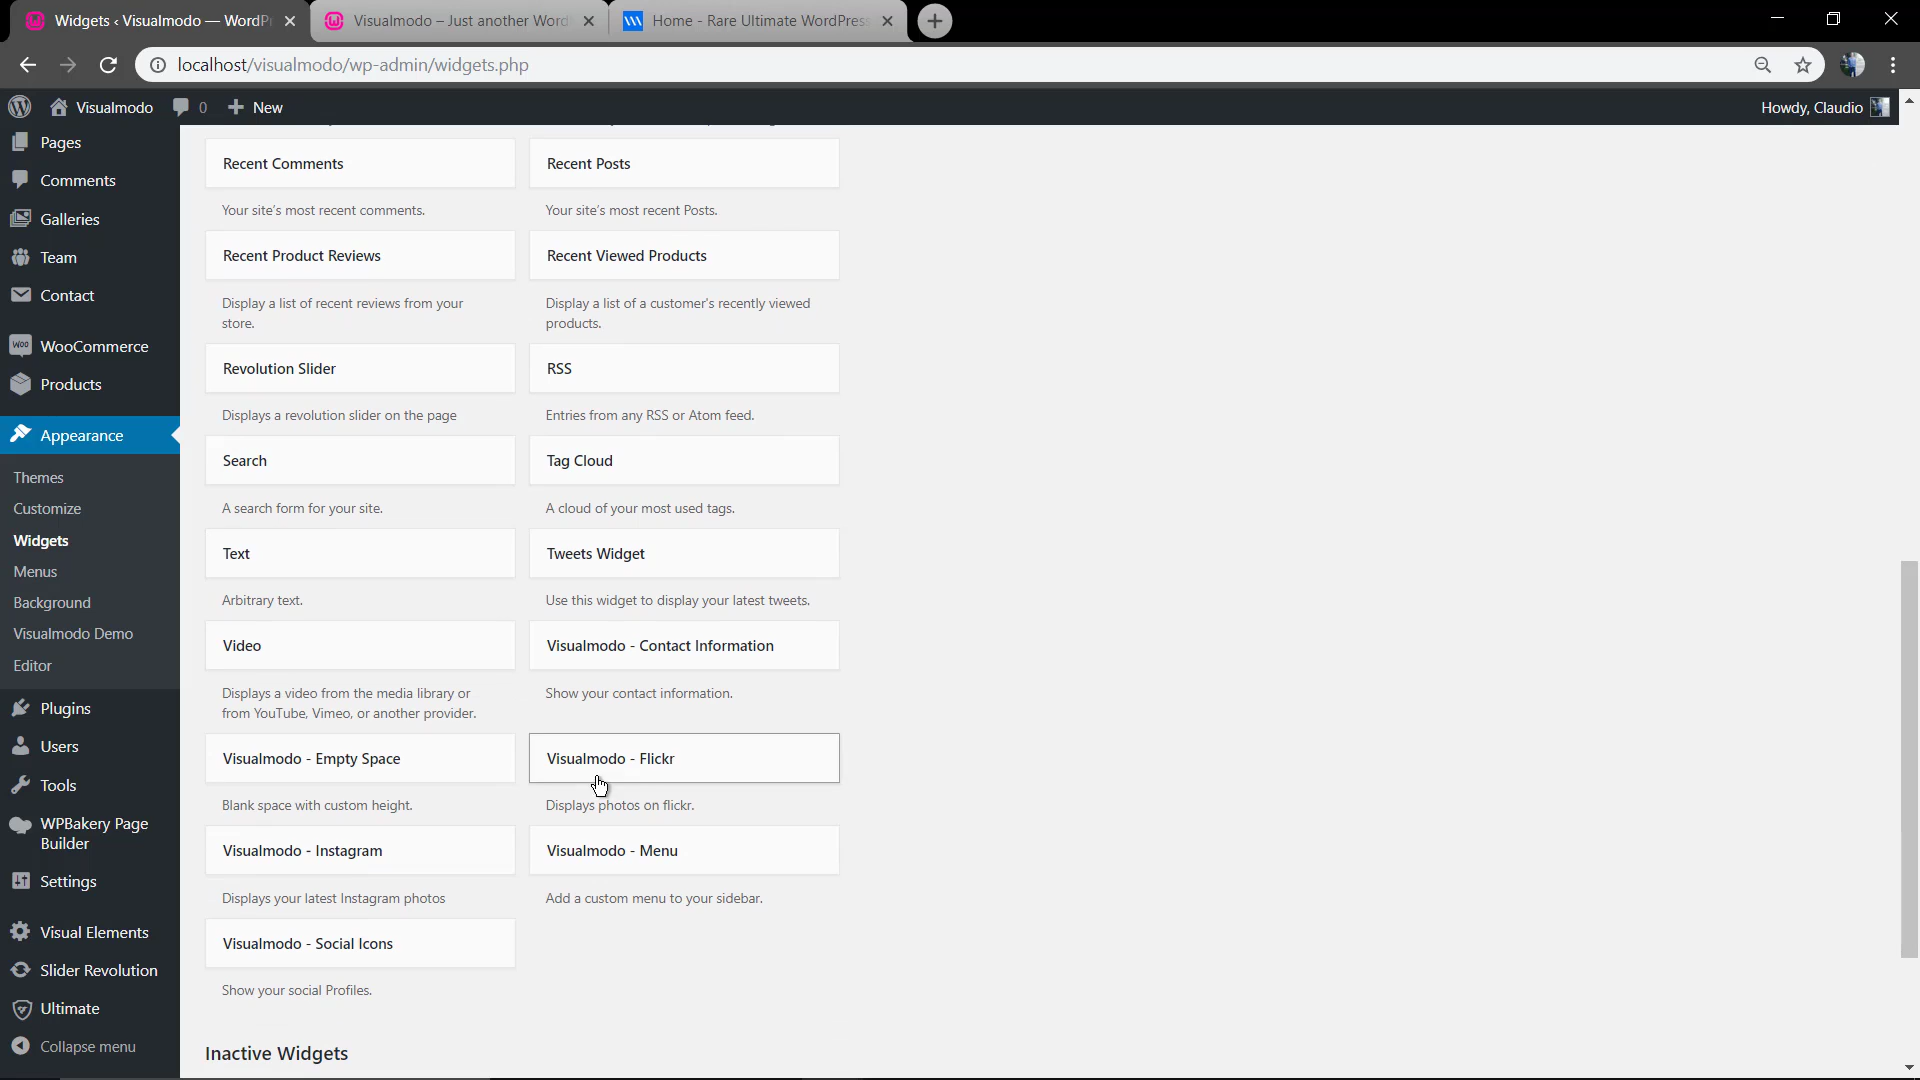 Widgets ‹ Visualmodo — WordP
Visualmodo – Just another Word
Home - Rare Ultimate WordPress
localhost/visualmodo/wp-admin/widgets.php
Visualmodo
0
New
Howdy, Claudio
Pages
Comments
Galleries
Team
Contact
WooCommerce
Products
Appearance
Themes
Customize
Widgets
Menus
Background
Visualmodo Demo
Editor
Plugins
Users
Tools
WPBakery Page
Builder
Settings
Visual Elements
Slider Revolution
Ultimate
Collapse menu
Recent Comments
Your site's most recent comments.
Recent Posts
Your site's most recent Posts.
Recent Product Reviews
Display a list of recent reviews from your
store.
Recent Viewed Products
Display a list of a customer's recently viewed
products.
Revolution Slider
Displays a revolution slider on the page
RSS
Entries from any RSS or Atom feed.
Search
A search form for your site.
Tag Cloud
A cloud of your most used tags.
Text
Arbitrary text.
Tweets Widget
Use this widget to display your latest tweets.
Video
Displays a video from the media library or
from YouTube, Vimeo, or another provider.
Visualmodo - Contact Information
Show your contact information.
Visualmodo - Empty Space
Blank space with custom height.
Visualmodo - Flickr
Displays photos on flickr.
Visualmodo - Instagram
Displays your latest Instagram photos
Visualmodo - Menu
Add a custom menu to your sidebar.
Visualmodo - Social Icons
Show your social Profiles.
Inactive Widgets